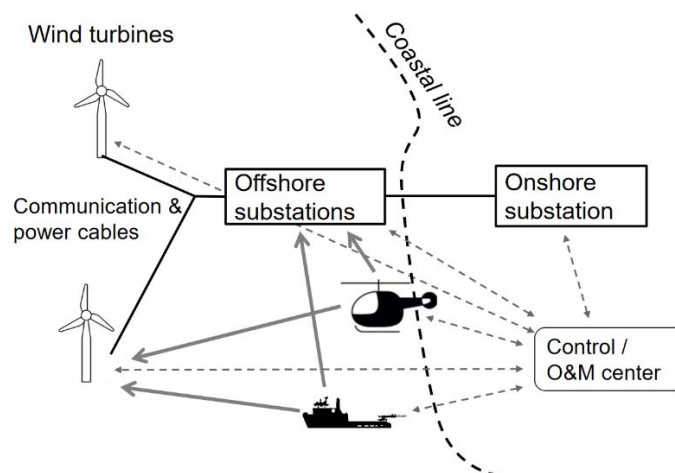 Wind turbines
Coastal line
Offshore
substations
Onshore
substation
Communication &
power cables
Control /
O&M center